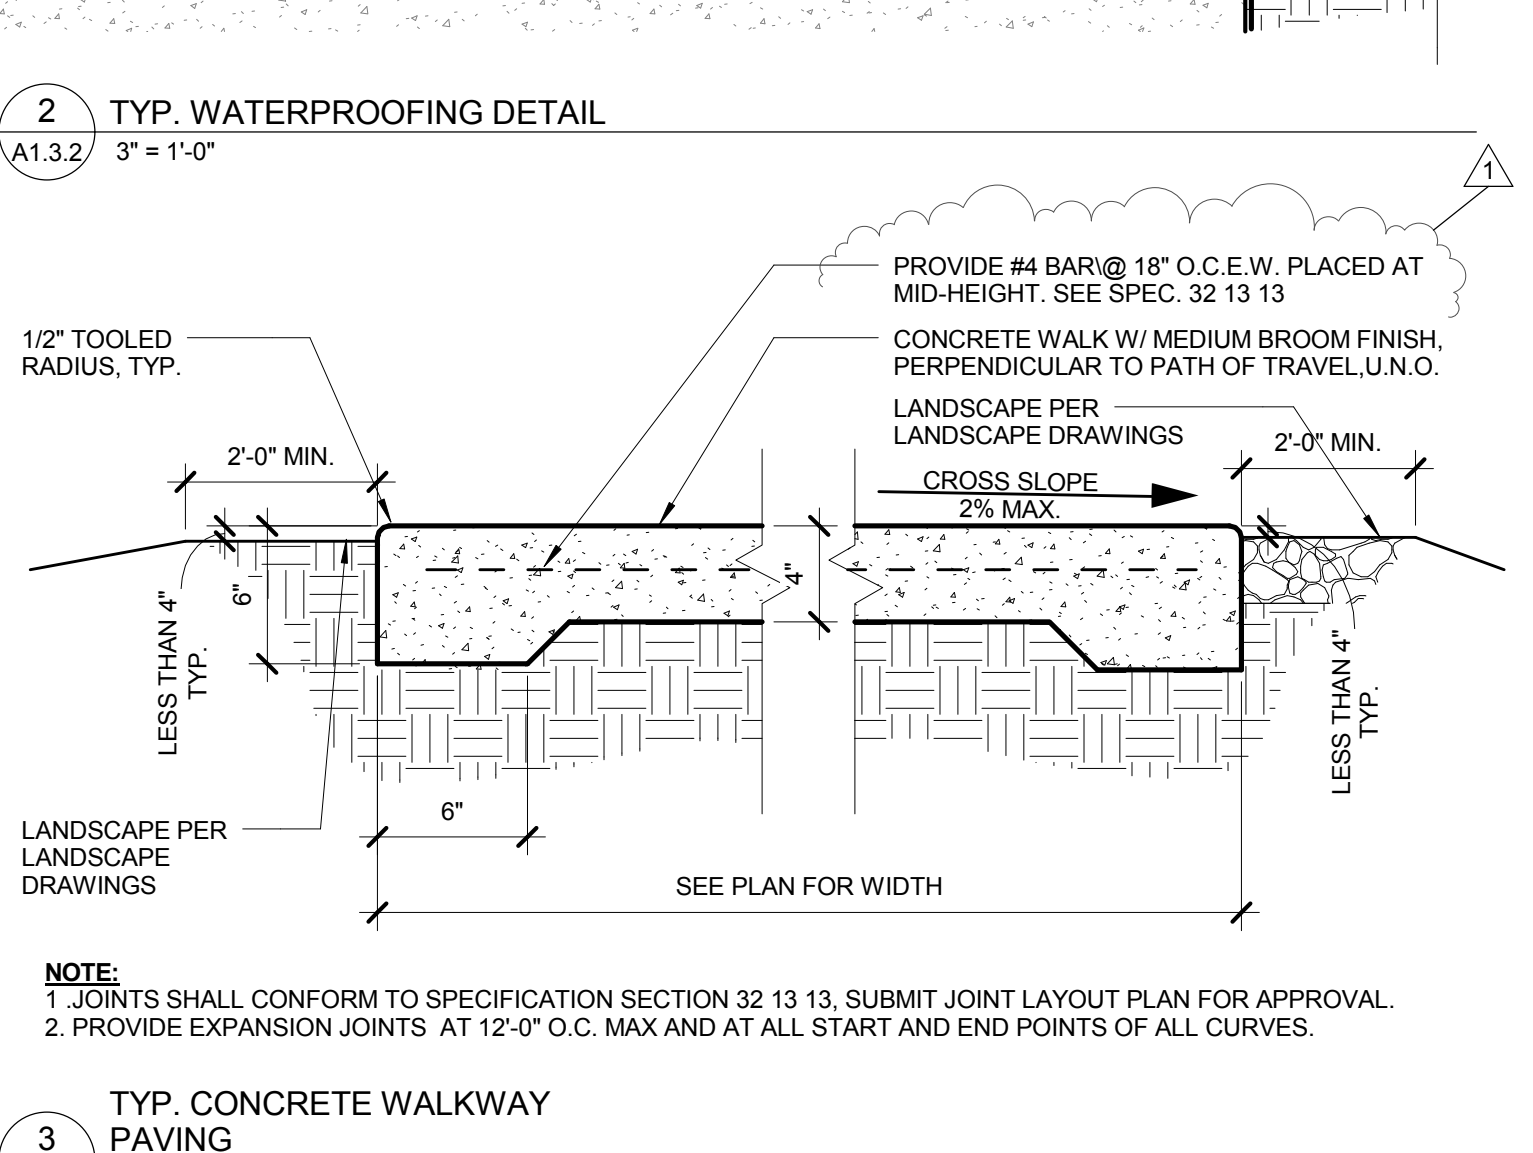 2
TYP. WATERPROOFING DETAIL
A1.3.2
3" = 1'-0"
1
PROVIDE #4 BAR\@ 18" O.C.E.W. PLACED AT
MID-HEIGHT. SEE SPEC. 32 13 13
1/2" TOOLED
RADIUS, TYP.
CONCRETE WALK W/ MEDIUM BROOM FINISH,
PERPENDICULAR TO PATH OF TRAVEL,U.N.O.
LANDSCAPE PER
LANDSCAPE DRAWINGS
2'-0" MIN.
2'-0" MIN.
CROSS SLOPE
2% MAX.
6"
4"
LESS THAN 4"
TYP.
LESS THAN 4"
TYP.
6"
LANDSCAPE PER
LANDSCAPE
DRAWINGS
SEE PLAN FOR WIDTH
NOTE:
1 .JOINTS SHALL CONFORM TO SPECIFICATION SECTION 32 13 13, SUBMIT JOINT LAYOUT PLAN FOR APPROVAL.
2. PROVIDE EXPANSION JOINTS  AT 12'-0" O.C. MAX AND AT ALL START AND END POINTS OF ALL CURVES.
3
TYP. CONCRETE WALKWAY
PAVING